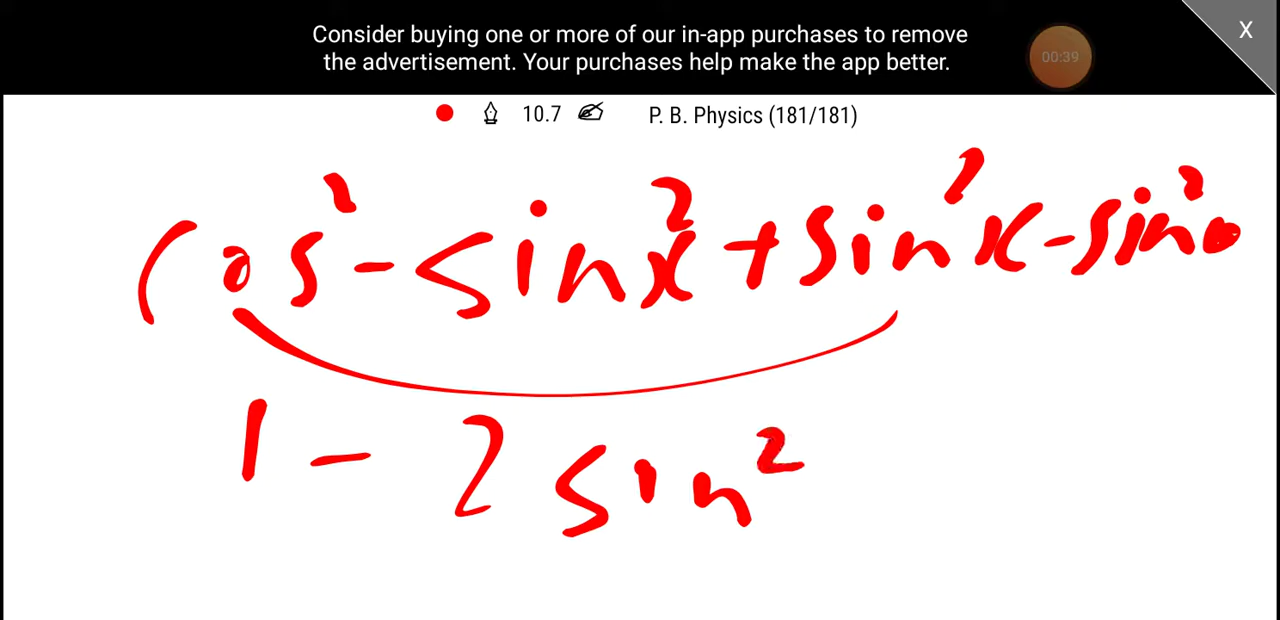 Consider buying one or more of our in-app purchases to remove
the advertisement. Your purchases help make the app better.
00:39
X
10.7 P. B. Physics (181/181)
cos² - sinx² + sin²x - sin²
1 - 2 sin²